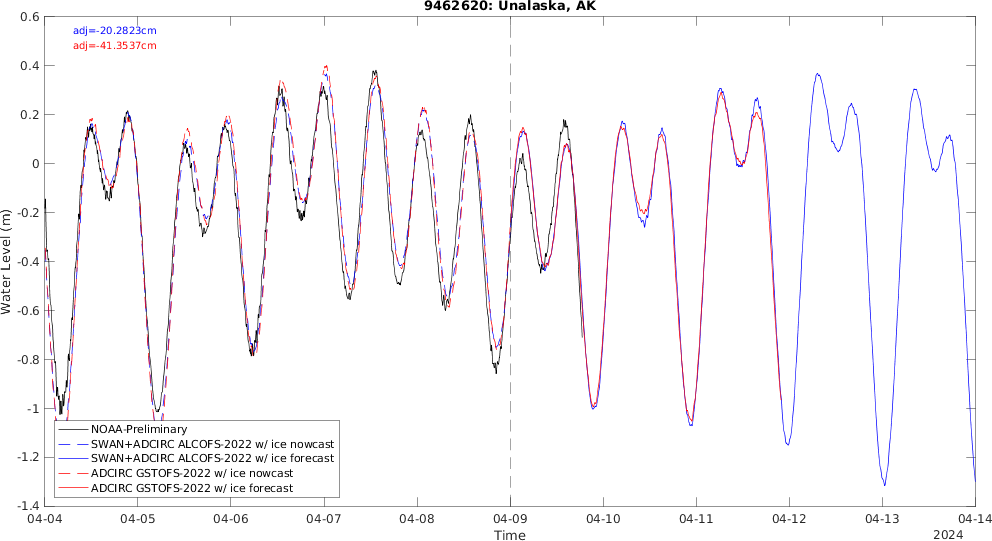 9462620: Unalaska, AK
adj=-20.2823cm
adj=-41.3537cm
0.6
0.4
0.2
0
-0.2
-0.4
-0.6
-0.8
-1
-1.2
-1.4
Water Level (m)
NOAA-Preliminary
SWAN+ADCIRC ALCOFS-2022 w/ ice nowcast
SWAN+ADCIRC ALCOFS-2022 w/ ice forecast
ADCIRC GSTOFS-2022 w/ ice nowcast
ADCIRC GSTOFS-2022 w/ ice forecast
04-04 04-05 04-06 04-07 04-08 04-09 04-10 04-11 04-12 04-13 04-14
Time
2024